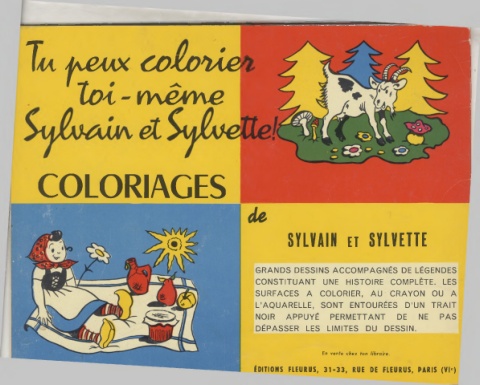 Tu peux colorier
toi-même
Sylvain et Sylvette!
COLORIAGES
de
SYLVAIN ET SYLVETTE
GRANDS DESSINS ACCOMPAGNÉS DE LÉGENDES
CONSTITUANT UNE HISTOIRE COMPLÈTE. LES
SURFACES A COLORIER, AU CRAYON OU A
L'AQUARELLE, SONT ENTOURÉES D'UN TRAIT
NOIR APPUYÉ PERMETTANT DE NE PAS
DÉPASSER LES LIMITES DU DESSIN.
En vente chez ton libraire
ÉDITIONS FLEURUS, 31-33, RUE DE FLEURUS, PARIS (VIe)